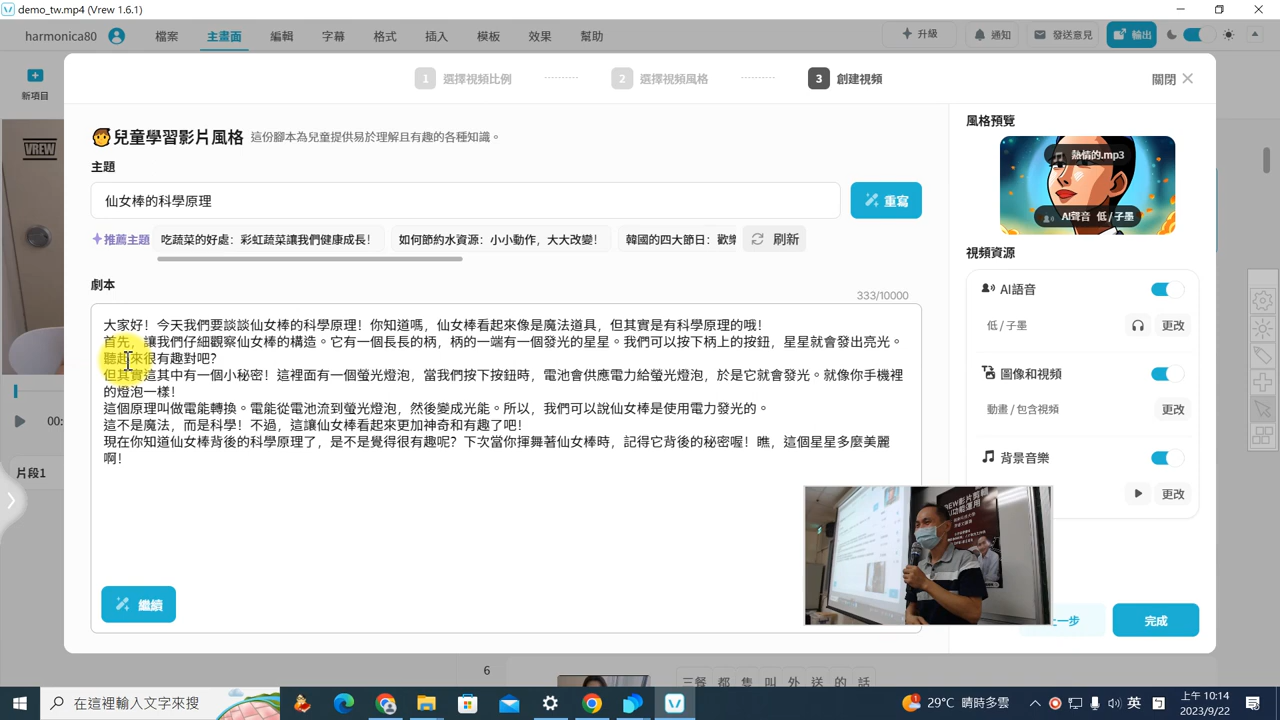 demo_tw.mp4 (Vrew 1.6.1)
harmonica80
檔案
主畫面
編輯
字幕
格式
插入
模板
效果
幫助
升級
通知
發送意見
輸出
新項目
1 選擇視頻比例
2 選擇視頻風格
3 創建視頻
關閉
兒童學習影片風格 這份腳本為兒童提供易於理解且有趣的各種知識。
主題
仙女棒的科學原理
重寫
推薦主題 吃蔬菜的好處：彩虹蔬菜讓我們健康成長！ 如何節約水資源：小小動作，大大改變！ 韓國的四大節日：歡樂 刷新
劇本
333/10000
大家好！今天我們要談談仙女棒的科學原理！你知道嗎，仙女棒看起來像是魔法道具，但其實是有科學原理的哦！
首先，讓我們仔細觀察仙女棒的構造。它有一個長長的柄，柄的一端有一個發光的星星。我們可以按下柄上的按鈕，星星就會發出亮光。
聽起來很有趣對吧？
但其實這其中有一個小秘密！這裡面有一個螢光燈泡，當我們按下按鈕時，電池會供應電力給螢光燈泡，於是它就會發光。就像你手機裡
的燈泡一樣！
這個原理叫做電能轉換。電能從電池流到螢光燈泡，然後變成光能。所以，我們可以說仙女棒是使用電力發光的。
這不是魔法，而是科學！不過，這讓仙女棒看起來更加神奇和有趣了吧！
現在你知道仙女棒背後的科學原理了，是不是覺得很有趣呢？下次當你揮舞著仙女棒時，記得它背後的秘密喔！瞧，這個星星多麼美麗
啊！
繼續
風格預覽
熱情的.mp3
AI聲音 低 / 子墨
視頻資源
AI語音
低 / 子墨
更改
圖像和視頻
動畫 / 包含視頻
更改
背景音樂
更改
上一步
完成
VREW
00:
片段1
6
三餐 都 隻 叫 外 送 的 話
在這裡輸入文字來搜
29°C 晴時多雲
英
上午 10:14
2023/9/22